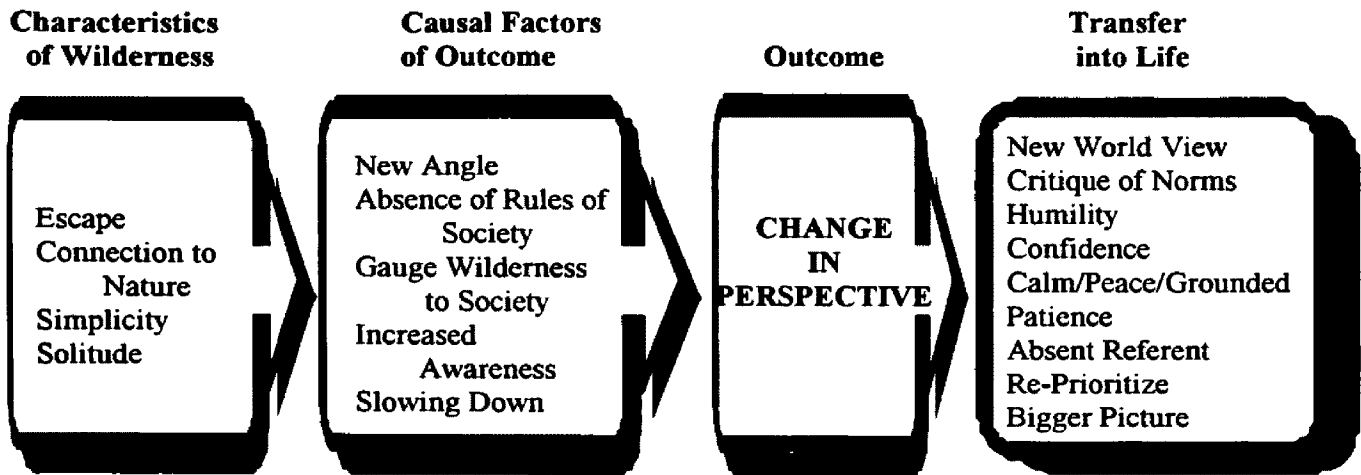 Characteristics
of Wilderness
Escape
Connection to
Nature
Simplicity
Solitude
Causal Factors
of Outcome
New Angle
Absence of Rules of
Society
Gauge Wilderness
to Society
Increased
Awareness
Slowing Down
Outcome
CHANGE
IN
PERSPECTIVE
Transfer
into Life
New World View
Critique of Norms
Humility
Confidence
Calm/Peace/Grounded
Patience
Absent Referent
Re-Prioritize
Bigger Picture